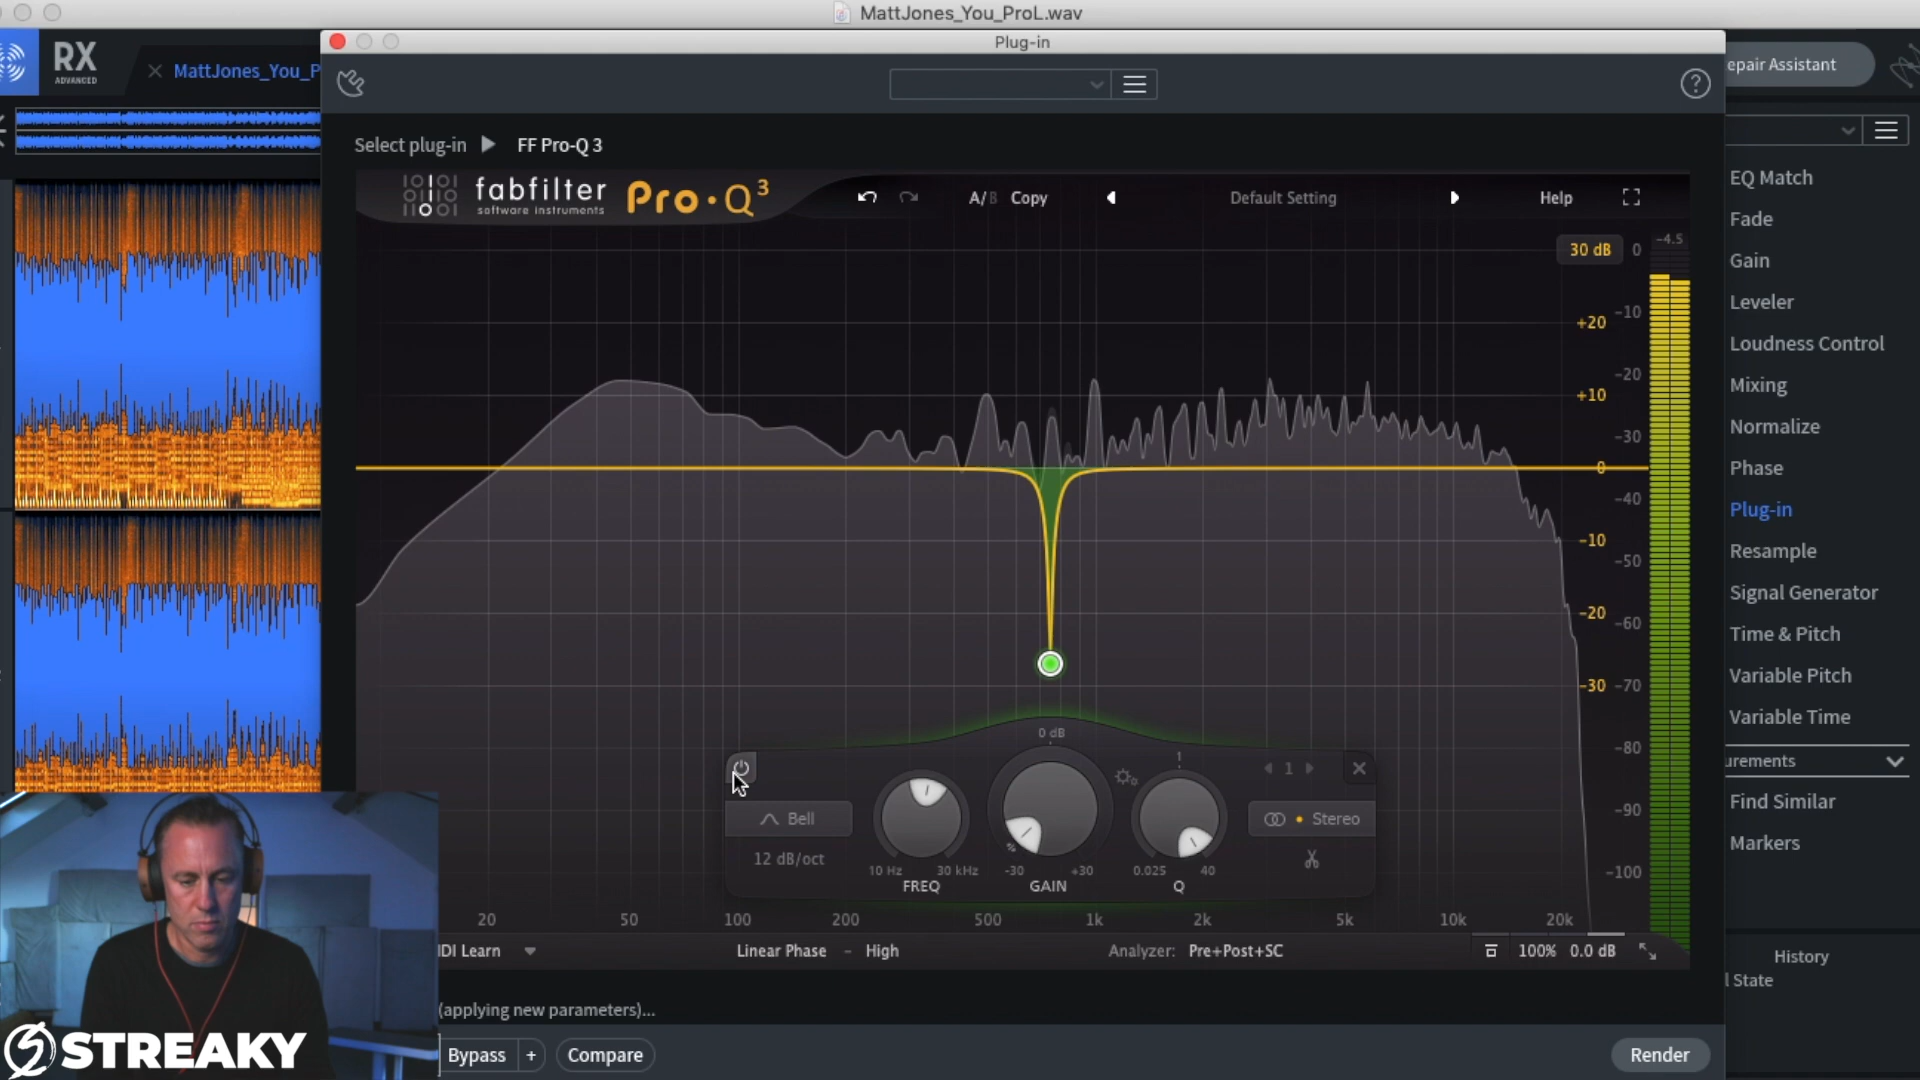 MattJones_You_ProL.wav
Plug-in
RX
ADVANCED
MattJones_You_P
epair Assistant
Select plug-in
FF Pro-Q 3
fabfilter
software instruments
Pro·Q³
A/B
Copy
Default Setting
Help
30 dB
0
-4.5
+20
-10
-20
+10
-30
0
-40
-10
-50
-20
-60
-30
-70
-80
-90
-100
EQ Match
Fade
Gain
Leveler
Loudness Control
Mixing
Normalize
Phase
Plug-in
Resample
Signal Generator
Time & Pitch
Variable Pitch
Variable Time
urements
Find Similar
Markers
0 dB
1
1
Bell
Stereo
12 dB/oct
10 Hz
30 kHz
-30
+30
0.025
40
FREQ
GAIN
Q
20
50
100
200
500
1k
2k
5k
10k
20k
IDI Learn
Linear Phase - High
Analyzer: Pre+Post+SC
100%
0.0 dB
History
l State
(applying new parameters)...
STREAKY
Bypass
+
Compare
Render